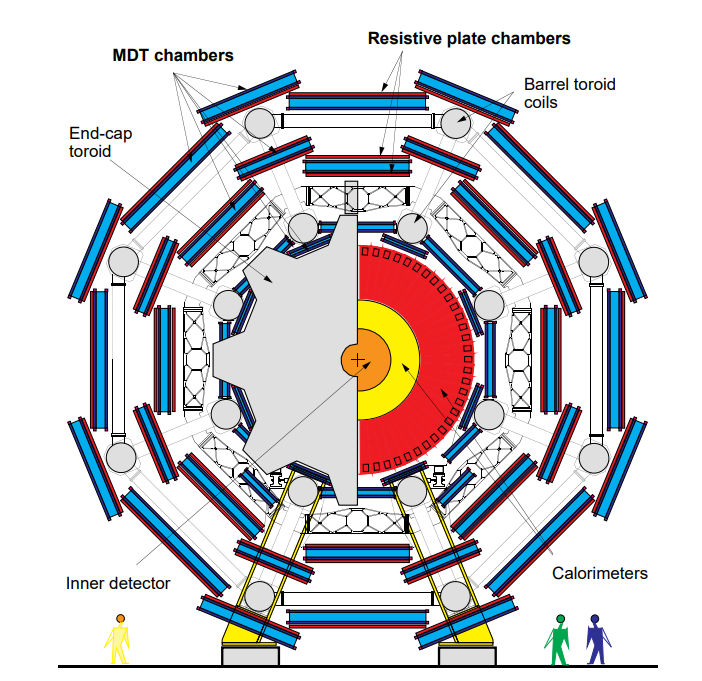 Resistive plate chambers
MDT chambers
Barrel toroid
coils
End-cap
toroid
Inner detector
Calorimeters